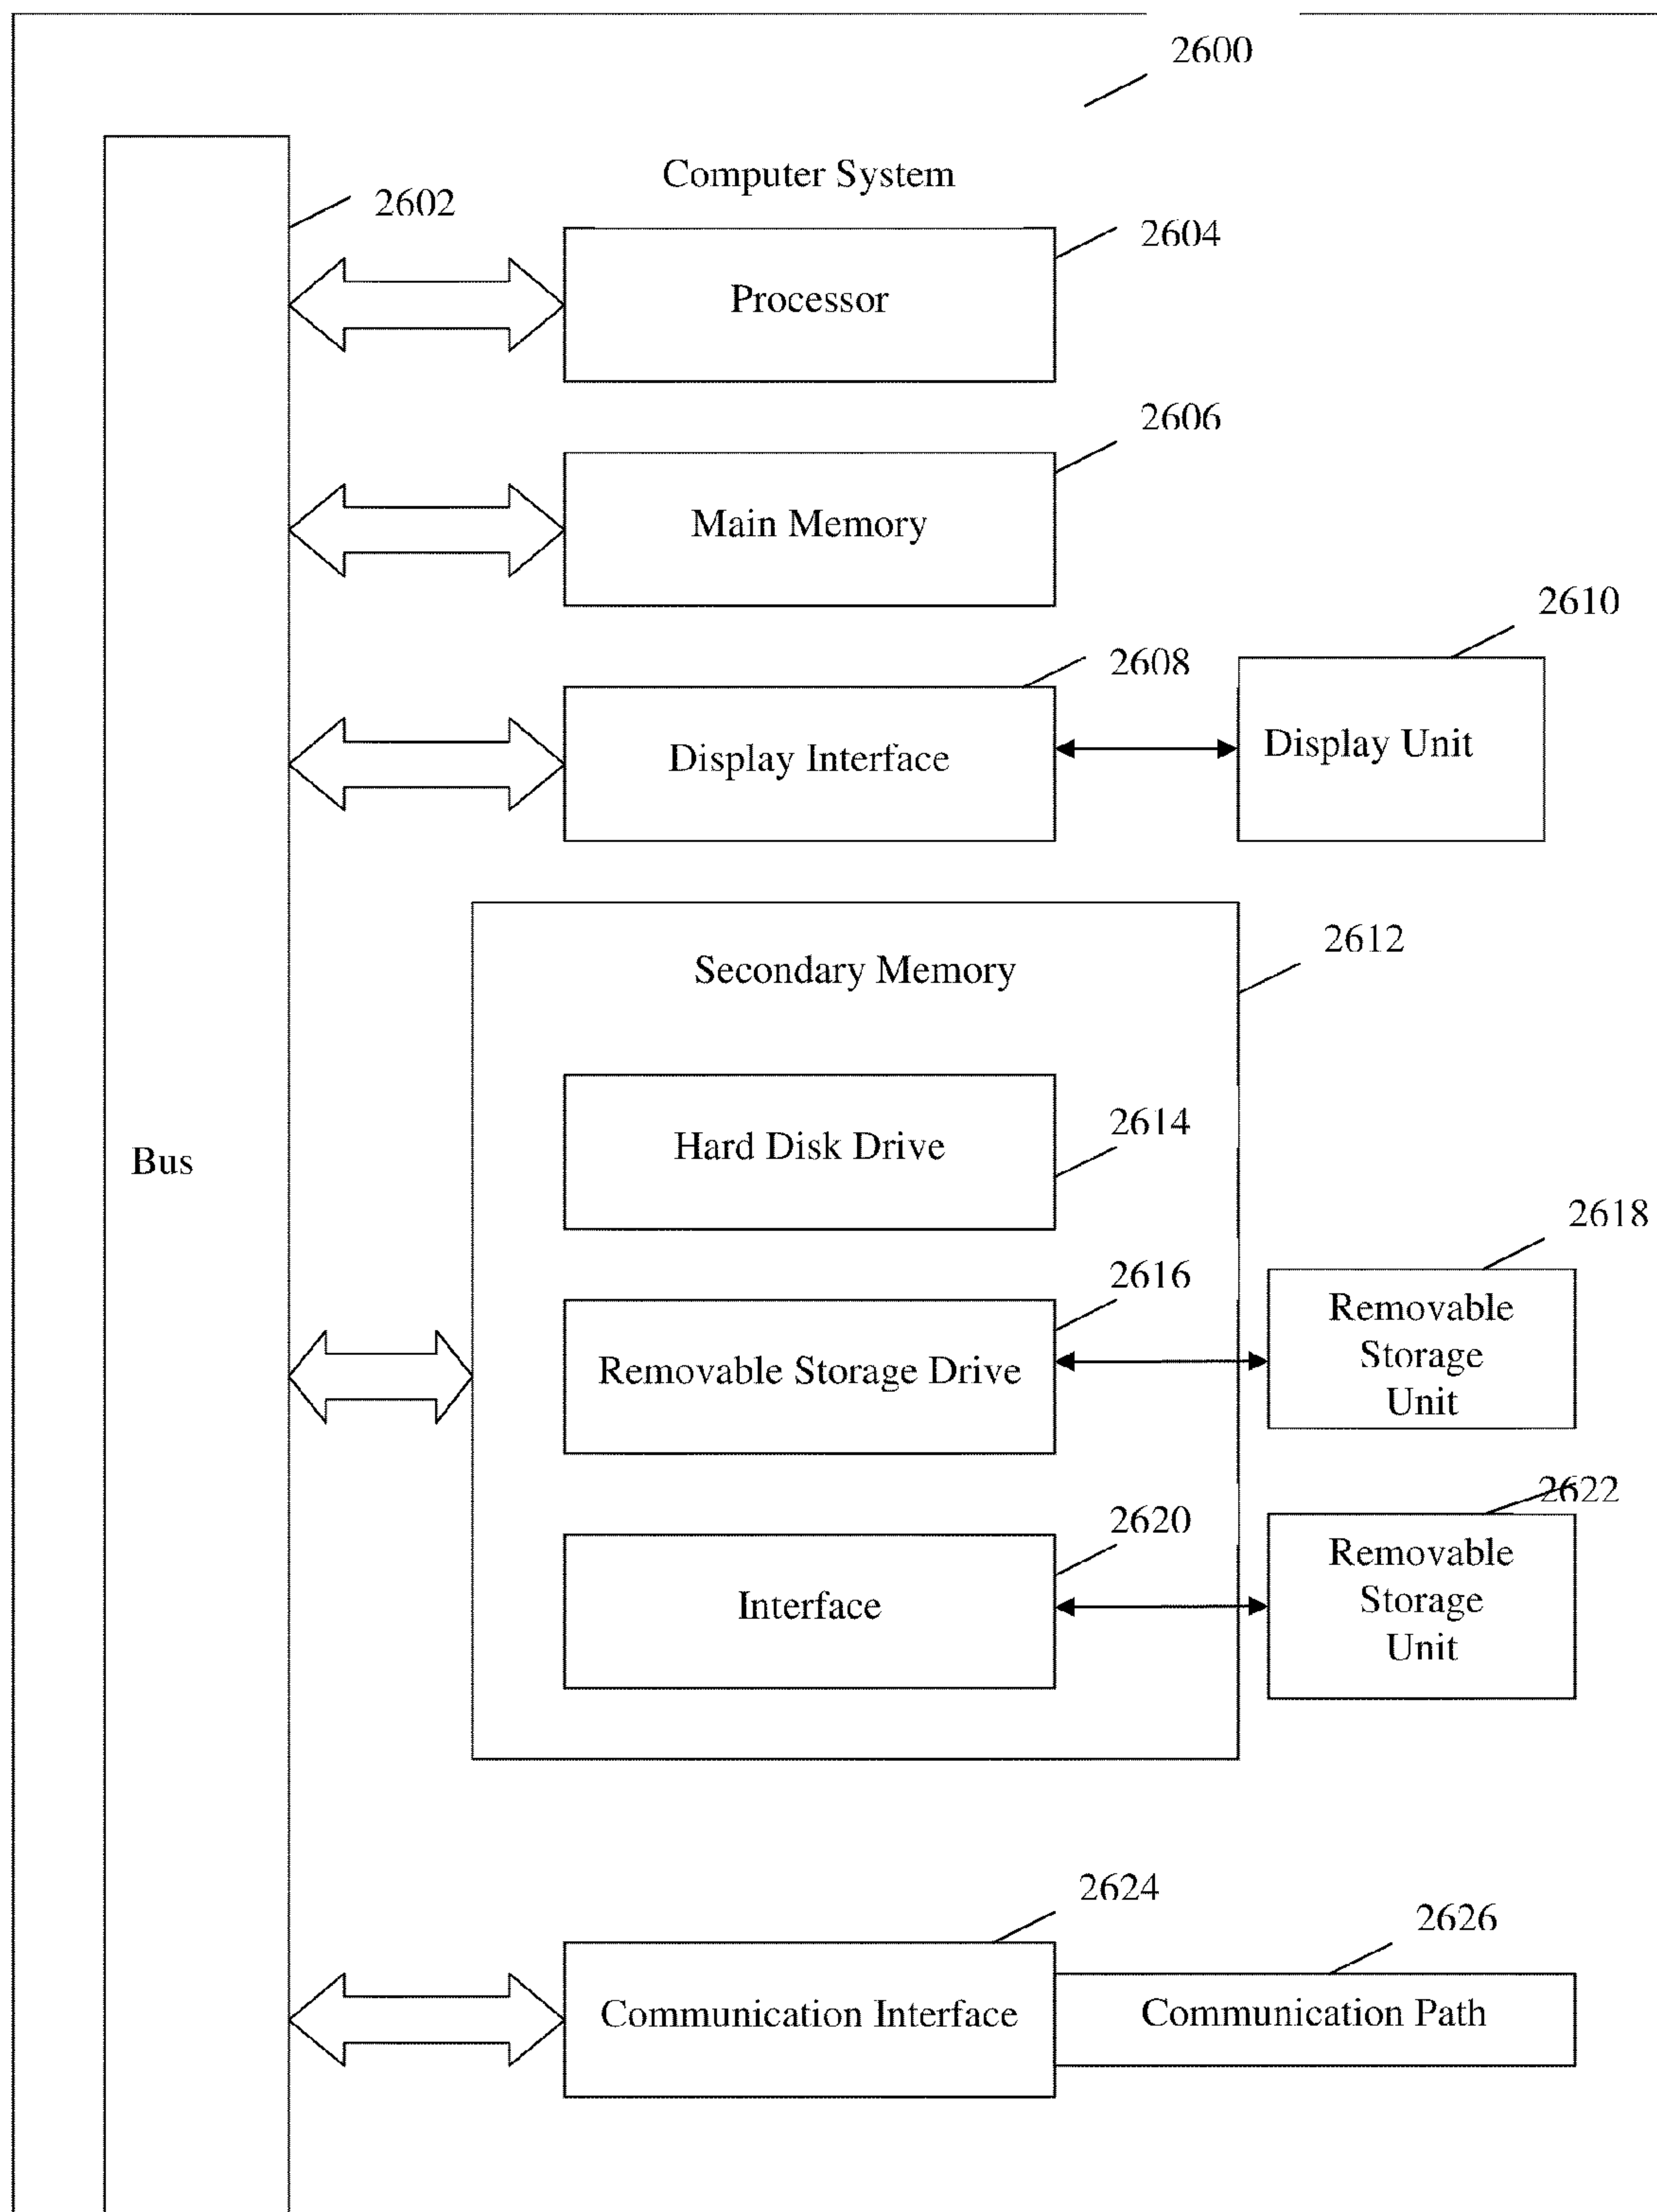 2600
Computer System
2602
2604
Processor
2606
Main Memory
2610
2608
Display Interface
Display Unit
2612
Secondary Memory
2614
Hard Disk Drive
Bus
2618
2616
Removable
Storage
Unit
Removable Storage Drive
2622
2620
Removable
Storage
Unit
Interface
2624
2626
Communication Interface
Communication Path